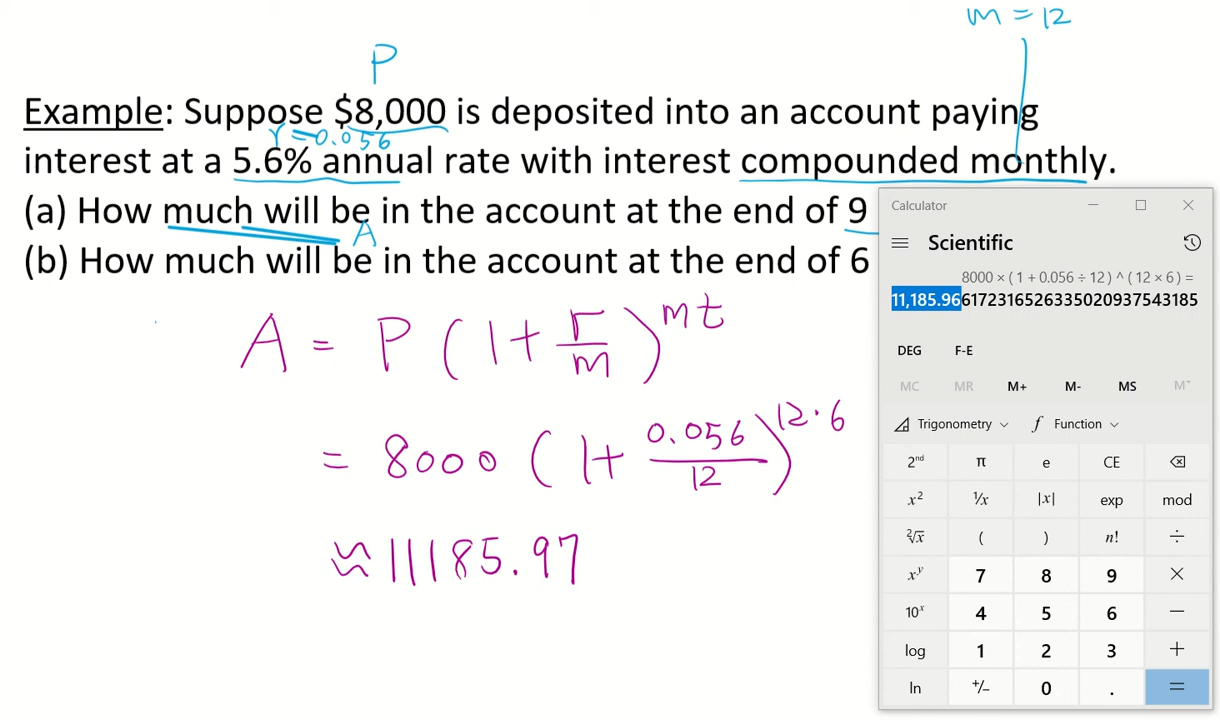 m = 12
P
Example: Suppose $8,000 is deposited into an account paying
r = 0.056
interest at a 5.6% annual rate with interest compounded monthly.
(a) How much will be in the account at the end of 9
A
(b) How much will be in the account at the end of 6
A = P ( 1 + r/m )^mt
= 8000 ( 1 + 0.056/12 )^12·6
≈ 11185.97
Calculator
Scientific
8000 × ( 1 + 0.056 ÷ 12 ) ^ ( 12 × 6 ) =
11,185.966172316526335020937543185
DEG F-E
MC MR M+ M- MS M˅
Trigonometry f Function
2nd π e CE
x² ¹/x |x| exp mod
²√x ( ) n! ÷
xʸ 7 8 9 ×
10ˣ 4 5 6 −
log 1 2 3 +
ln +/− 0 . =